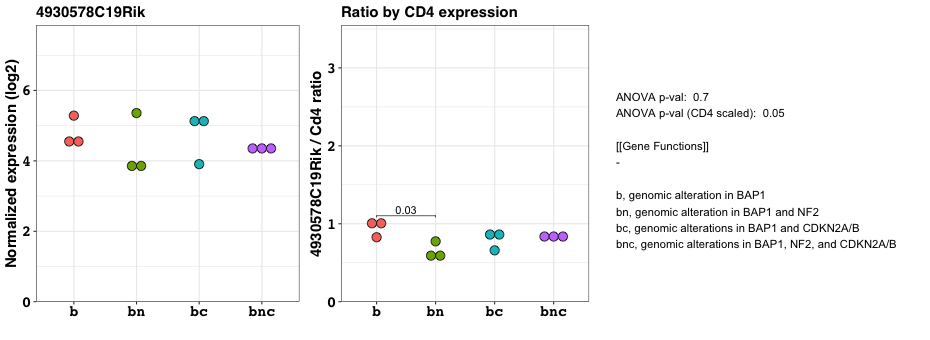 4930578C19Rik
Normalized expression (log2)
6
4
2
0
b bn bc bnc
Ratio by CD4 expression
4930578C19Rik / Cd4 ratio
3
2
1
0
0.03
b bn bc bnc
ANOVA p-val:  0.7
ANOVA p-val (CD4 scaled):  0.05
[[Gene Functions]]
-
b, genomic alteration in BAP1
bn, genomic alteration in BAP1 and NF2
bc, genomic alterations in BAP1 and CDKN2A/B
bnc, genomic alterations in BAP1, NF2, and CDKN2A/B